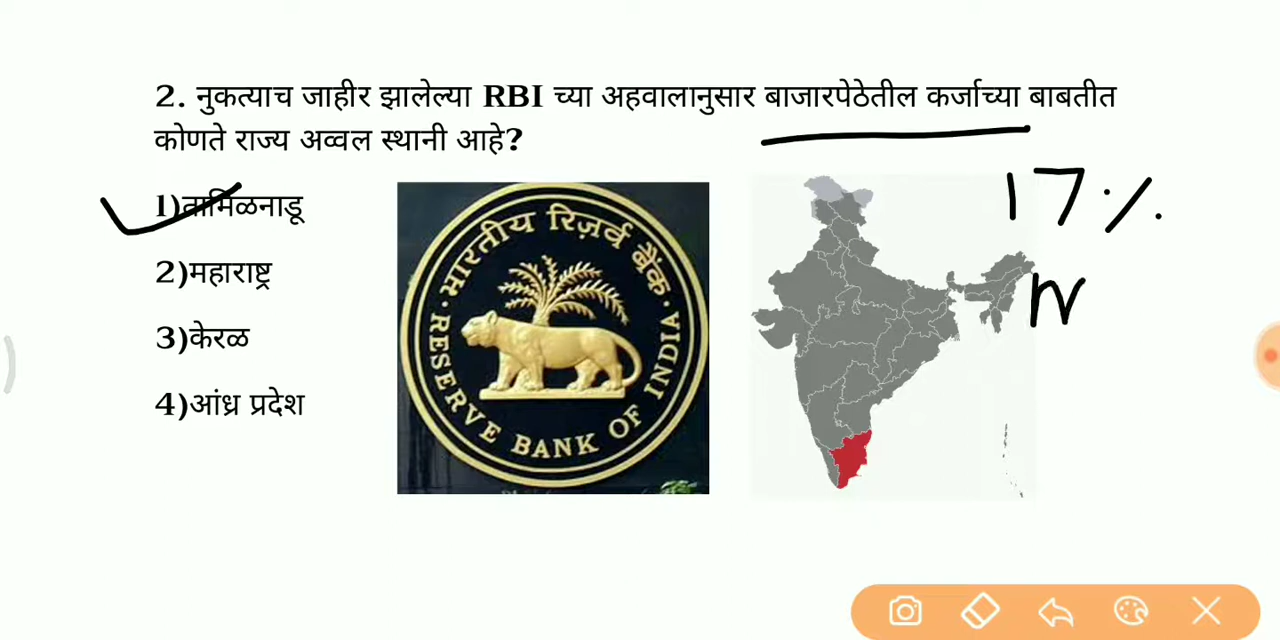 2. नुकत्याच जाहीर झालेल्या RBI च्या अहवालानुसार बाजारपेठेतील कर्जाच्या बाबतीत
कोणते राज्य अव्वल स्थानी आहे?
1)तामिळनाडू
2)महाराष्ट्र
3)केरळ
4)आंध्र प्रदेश
भारतीय रिज़र्व बैंक
RESERVE BANK OF INDIA
17%